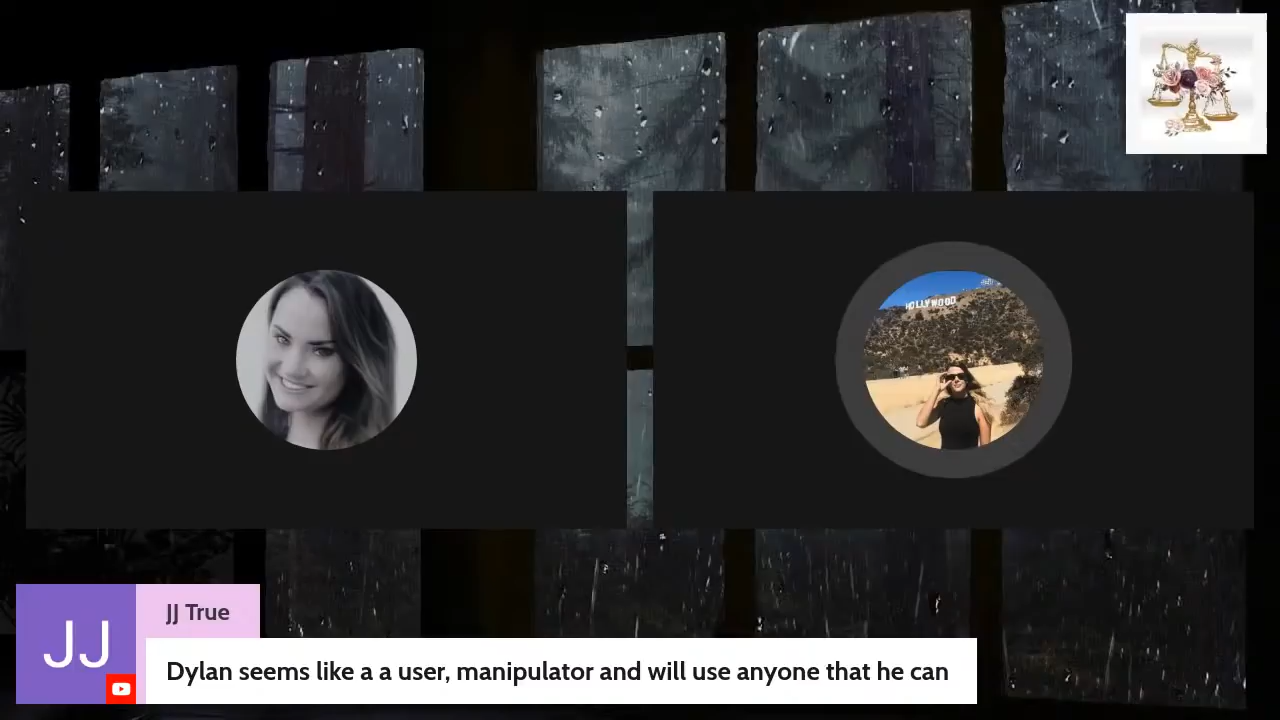 HOLLYWOOD
JJ
JJ True
Dylan seems like a a user, manipulator and will use anyone that he can